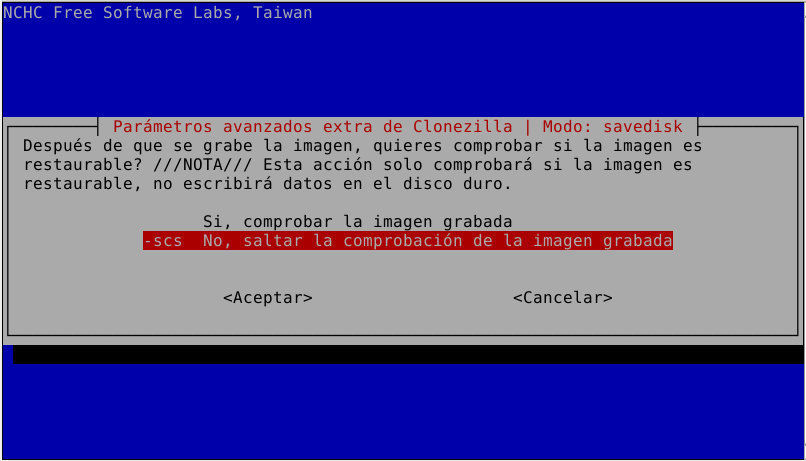 NCHC Free Software Labs, Taiwan
Parámetros avanzados extra de Clonezilla | Modo: savedisk
Después de que se grabe la imagen, quieres comprobar si la imagen es
restaurable? ///NOTA/// Esta acción solo comprobará si la imagen es
restaurable, no escribirá datos en el disco duro.
Si, comprobar la imagen grabada
-scs  No, saltar la comprobación de la imagen grabada
<Aceptar> <Cancelar>